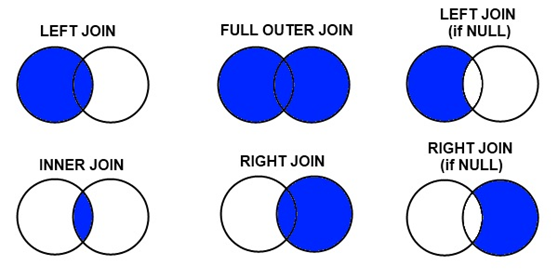 LEFT JOIN
FULL OUTER JOIN
LEFT JOIN
(if NULL)
INNER JOIN
RIGHT JOIN
RIGHT JOIN
(if NULL)